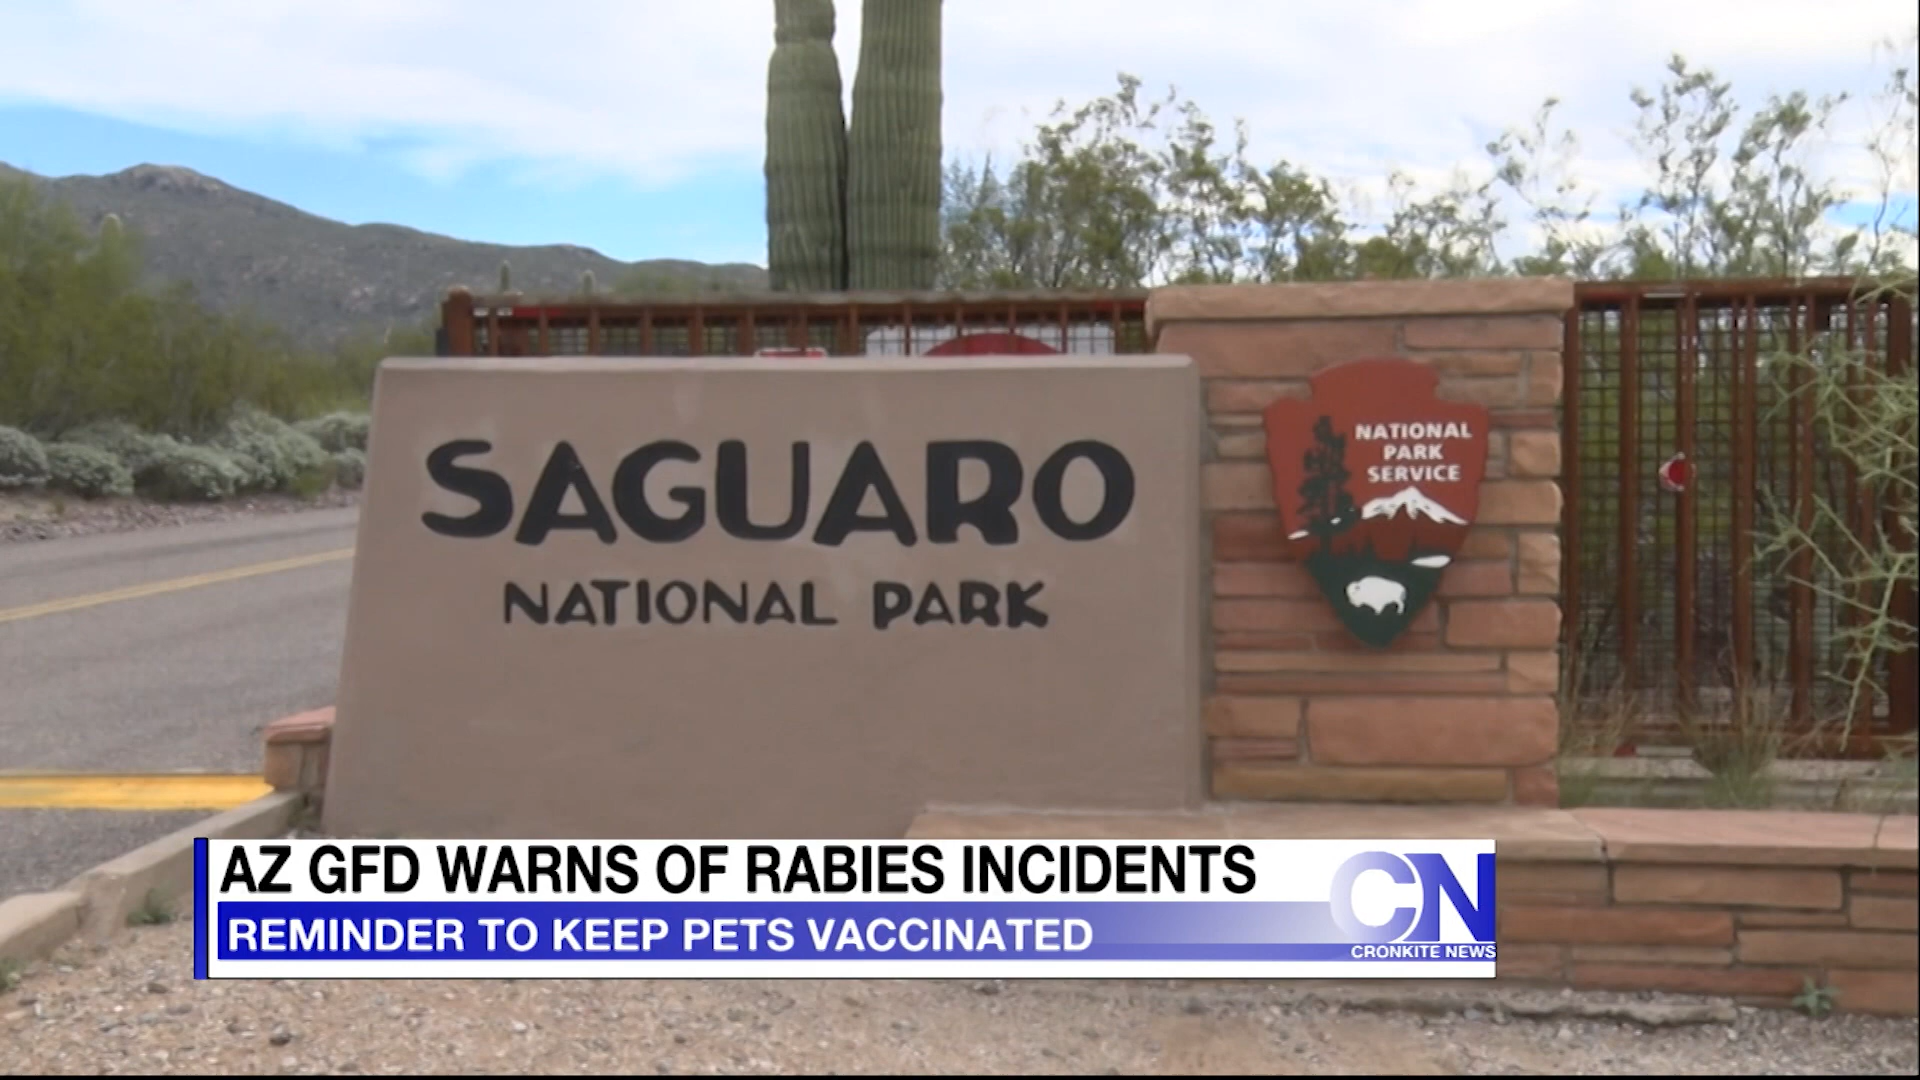 SAGUARO
NATIONAL PARK
NATIONAL
PARK
SERVICE
AZ GFD WARNS OF RABIES INCIDENTS
REMINDER TO KEEP PETS VACCINATED
CN
CRONKITE NEWS